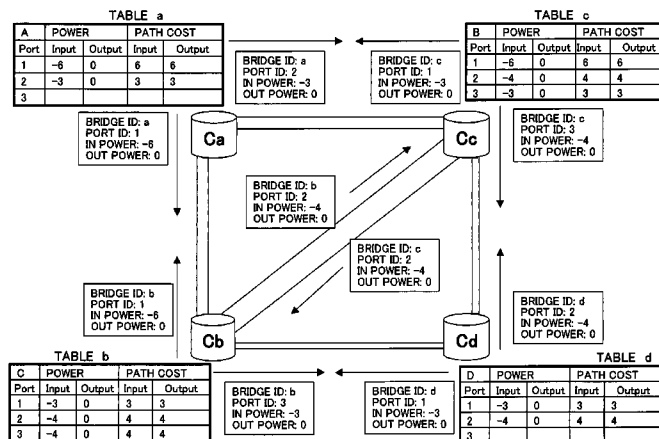 TABLE a
A POWER PATH COST
Port Input Output Input Output
1 -6 0 6 6
2 -3 0 3 3
3
TABLE c
B POWER PATH COST
Port Input Output Input Output
1 -6 0 6 6
2 -4 0 4 4
3 -3 0 3 3
BRIDGE ID: a
PORT ID: 2
IN POWER: -3
OUT POWER: 0
BRIDGE ID: c
PORT ID: 1
IN POWER: -3
OUT POWER: 0
BRIDGE ID: a
PORT ID: 1
IN POWER: -6
OUT POWER: 0
Ca
Cc
BRIDGE ID: c
PORT ID: 3
IN POWER: -4
OUT POWER: 0
BRIDGE ID: b
PORT ID: 2
IN POWER: -4
OUT POWER: 0
BRIDGE ID: c
PORT ID: 2
IN POWER: -4
OUT POWER: 0
BRIDGE ID: b
PORT ID: 1
IN POWER: -6
OUT POWER: 0
BRIDGE ID: d
PORT ID: 2
IN POWER: -4
OUT POWER: 0
Cb
Cd
TABLE b
C POWER PATH COST
Port Input Output Input Output
1 -3 0 3 3
2 -4 0 4 4
3 -4 0 4 4
BRIDGE ID: b
PORT ID: 3
IN POWER: -3
OUT POWER: 0
BRIDGE ID: d
PORT ID: 1
IN POWER: -3
OUT POWER: 0
TABLE d
D POWER PATH COST
Port Input Output Input Output
1 -3 0 3 3
2 -4 0 4 4
3